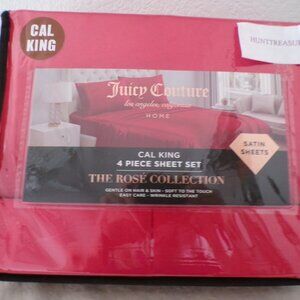 CAL
KING
HUNTTREASURE
Juicy Couture
los angeles, california
HOME
CAL KING
4 PIECE SHEET SET
THE ROSÉ COLLECTION
GENTLE ON HAIR & SKIN - SOFT TO THE TOUCH
EASY CARE - WRINKLE RESISTANT
SATIN
SHEETS